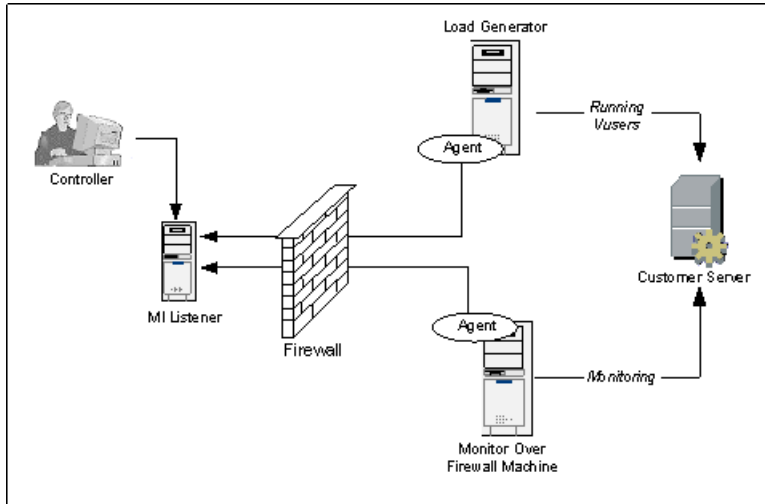 Load Generator
Running
Vusers
Agent
Controller
Customer Server
MI Listener
Agent
Firewall
Monitoring
Monitor Over
Firewall Machine